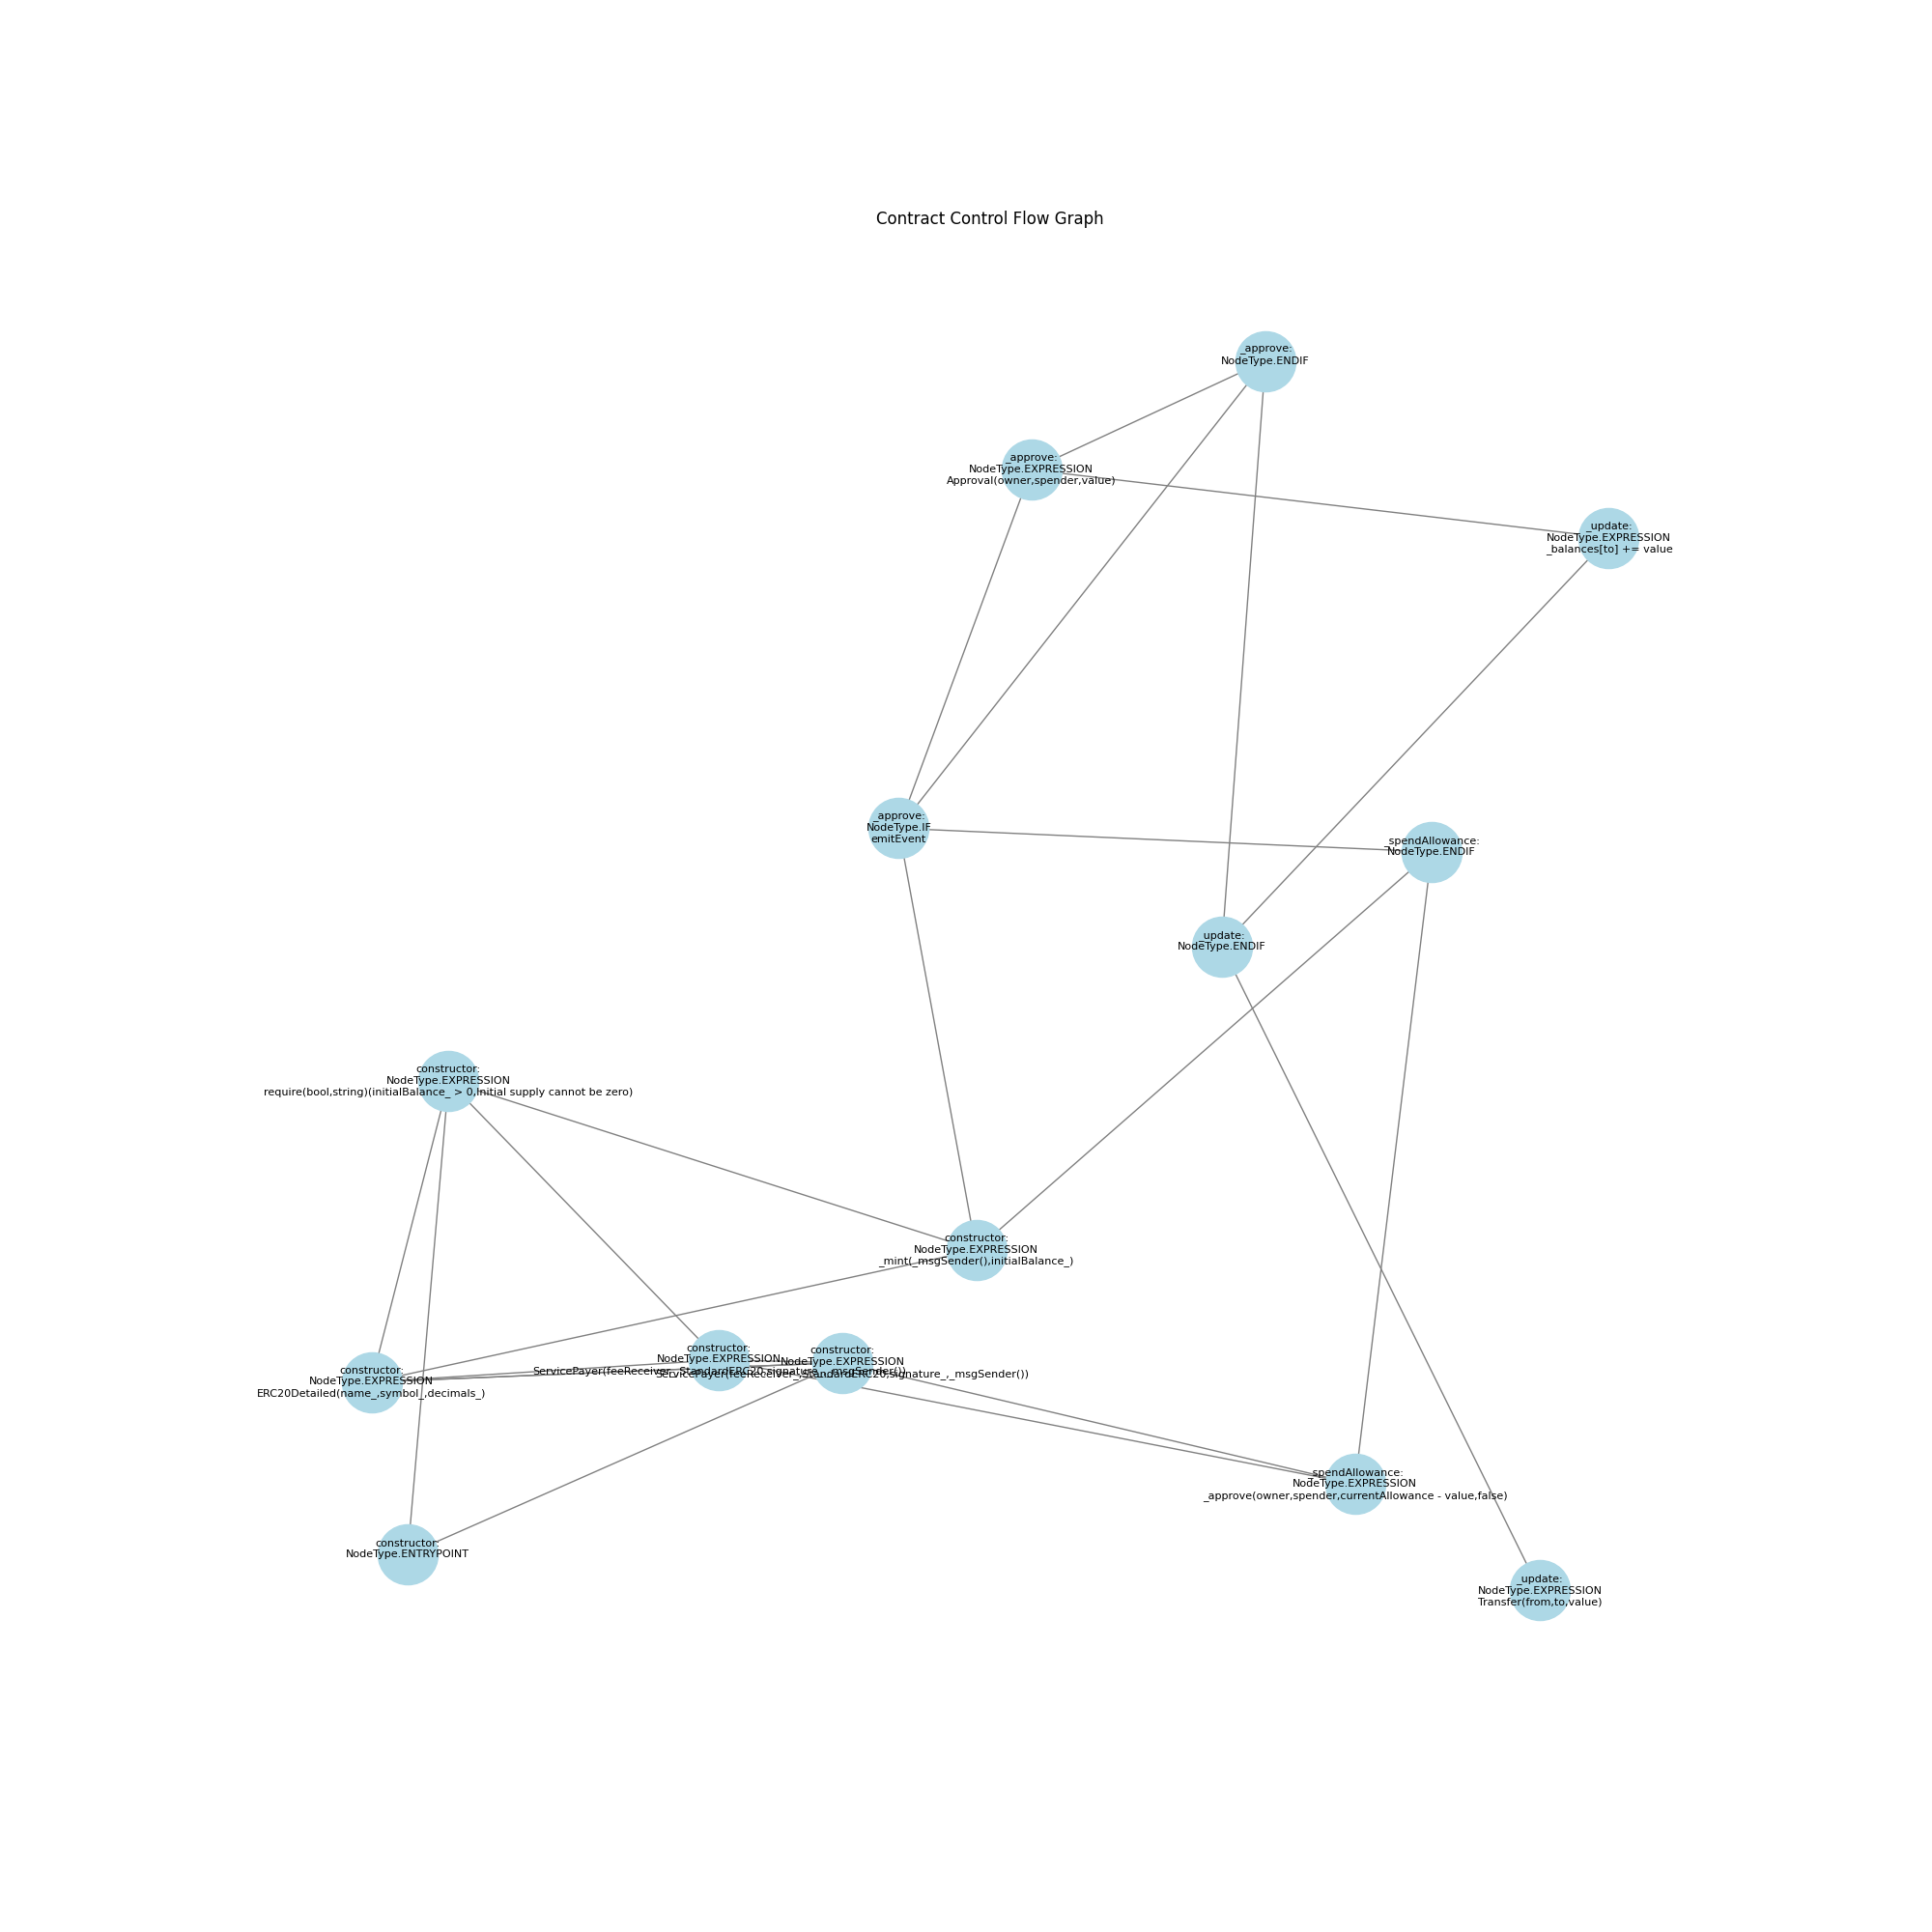 Contract Control Flow Graph
_approve:
NodeType.ENDIF
_approve:
NodeType.EXPRESSION
Approval(owner,spender,value)
_update:
NodeType.EXPRESSION
_balances[to] += value
_approve:
NodeType.IF
emitEvent
_spendAllowance:
NodeType.ENDIF
_update:
NodeType.ENDIF
constructor:
NodeType.EXPRESSION
require(bool,string)(initialBalance_ > 0,Initial supply cannot be zero)
constructor:
NodeType.EXPRESSION
_mint(_msgSender(),initialBalance_)
constructor:
NodeType.EXPRESSION
ServicePayer(feeReceiver_,StandardERC20,signature_,_msgSender())
constructor:
NodeType.EXPRESSION
ServicePayer(feeReceiver_,StandardERC20,signature_,_msgSender())
constructor:
NodeType.EXPRESSION
ERC20Detailed(name_,symbol_,decimals_)
_spendAllowance:
NodeType.EXPRESSION
_approve(owner,spender,currentAllowance - value,false)
constructor:
NodeType.ENTRYPOINT
_update:
NodeType.EXPRESSION
Transfer(from,to,value)